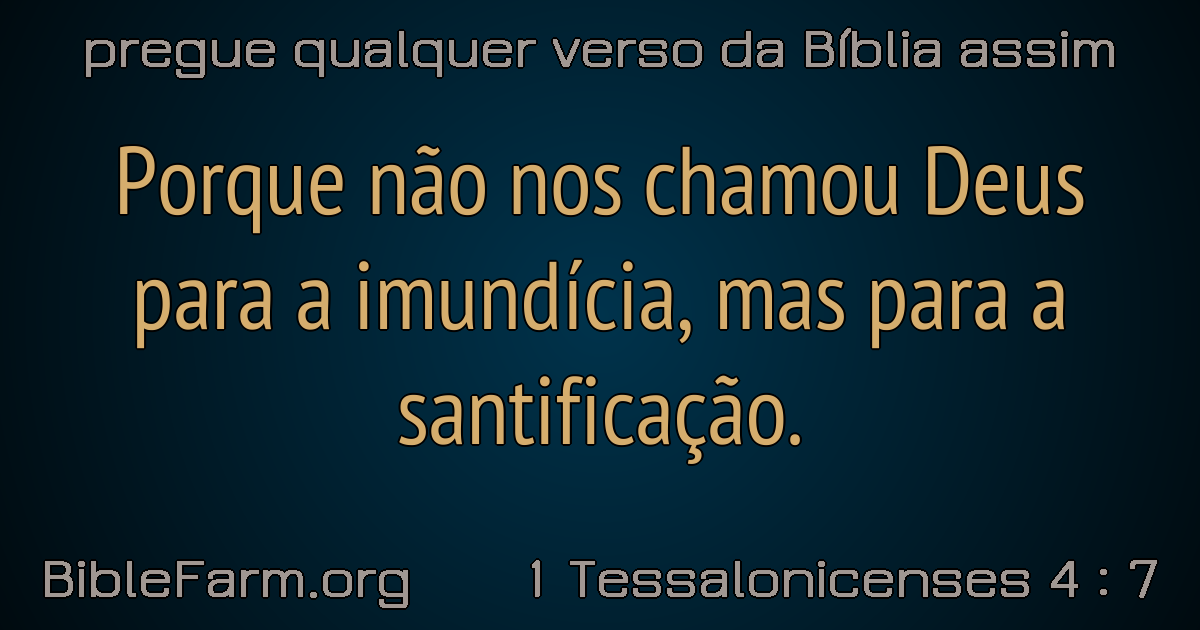 pregue qualquer verso da Bíblia assim
Porque não nos chamou Deus
para a imundícia, mas para a
santificação.
BibleFarm.org
1 Tessalonicenses 4 : 7